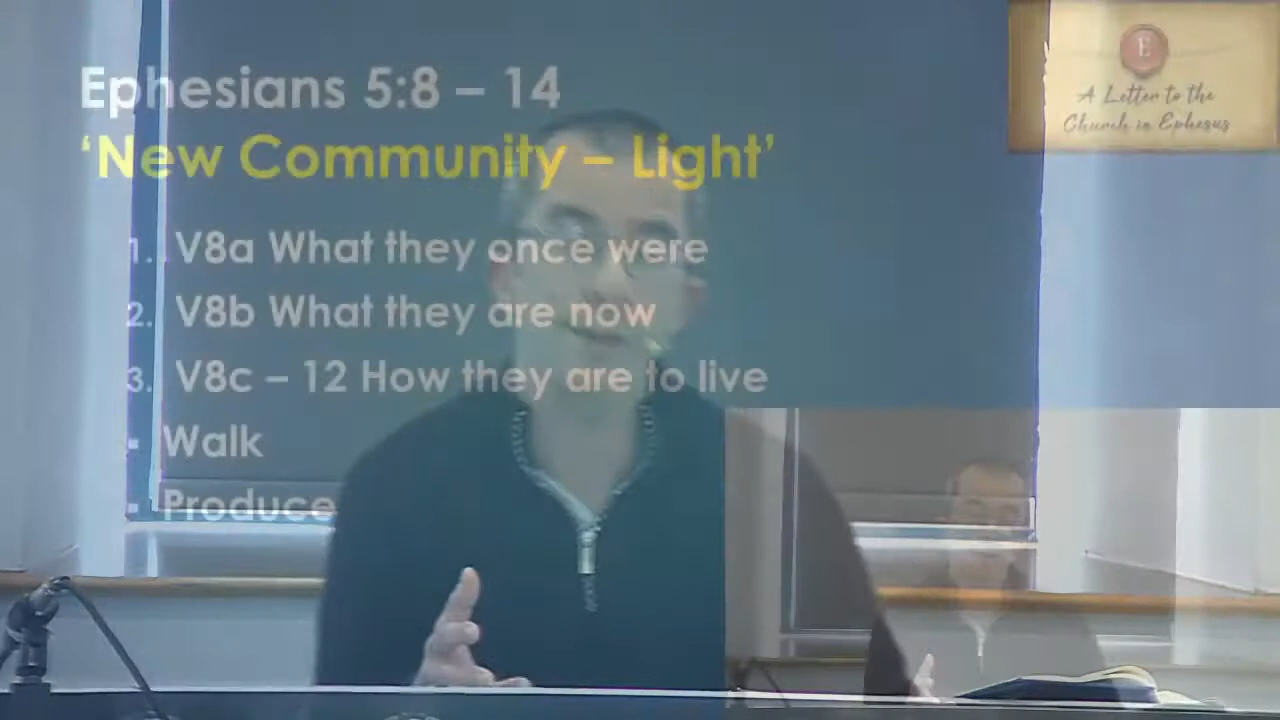 Ephesians 5:8 – 14
‘New Community – Light’
1. V8a What they once were
2. V8b What they are now
3. V8c – 12 How they are to live
▪ Walk
▪ Produce
E
A Letter to the
Church in Ephesus